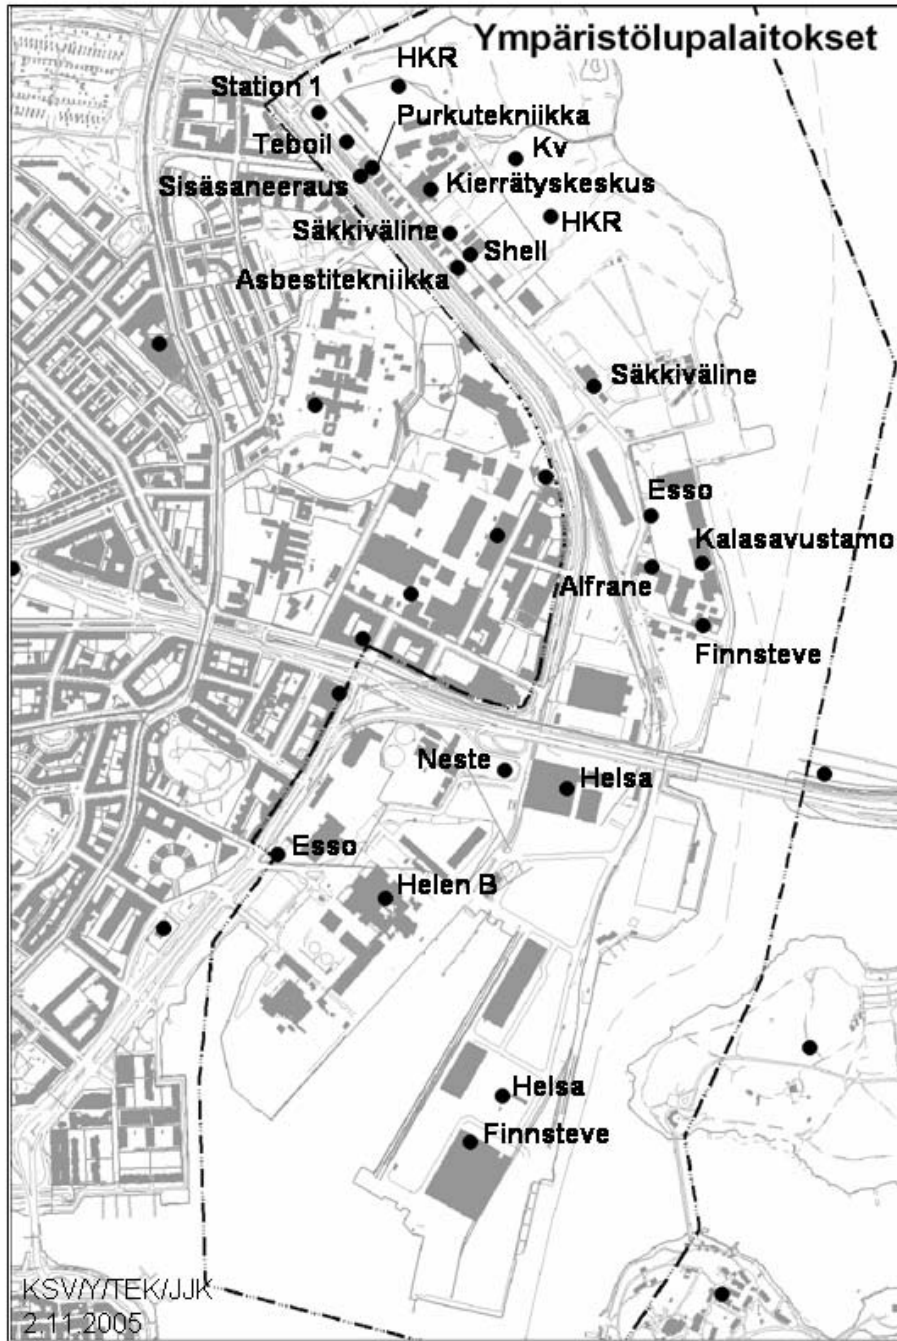 Ympäristölupalaitokset
HKR
Station 1
Purkutekniikka
Teboil
Kv
Sisäsaneeraus
Kierrätyskeskus
HKR
Säkkiväline
Shell
Asbestitekniikka
Säkkiväline
Esso
Kalasavustamo
Alfrane
Finnsteve
Neste
Helsa
Esso
Helen B
Helsa
Finnsteve
KSV/Y/TEK/JJK
2.11.2005